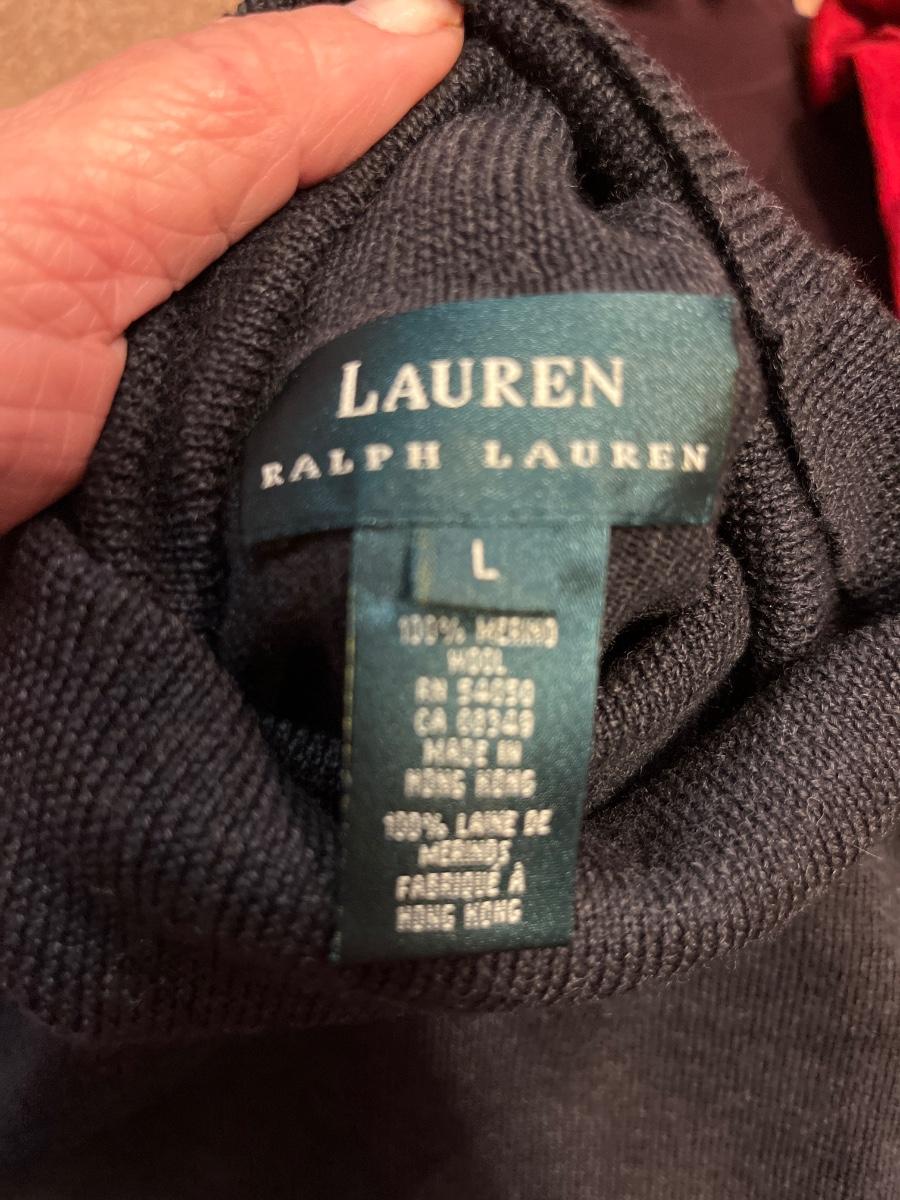 LAUREN
RALPH LAUREN
L
100% MERINO
WOOL
RN 54050
CA 08348
MADE IN
HONG KONG
100% LAINE DE
MERINOS
FABRIQUÉ À
HONG KONG